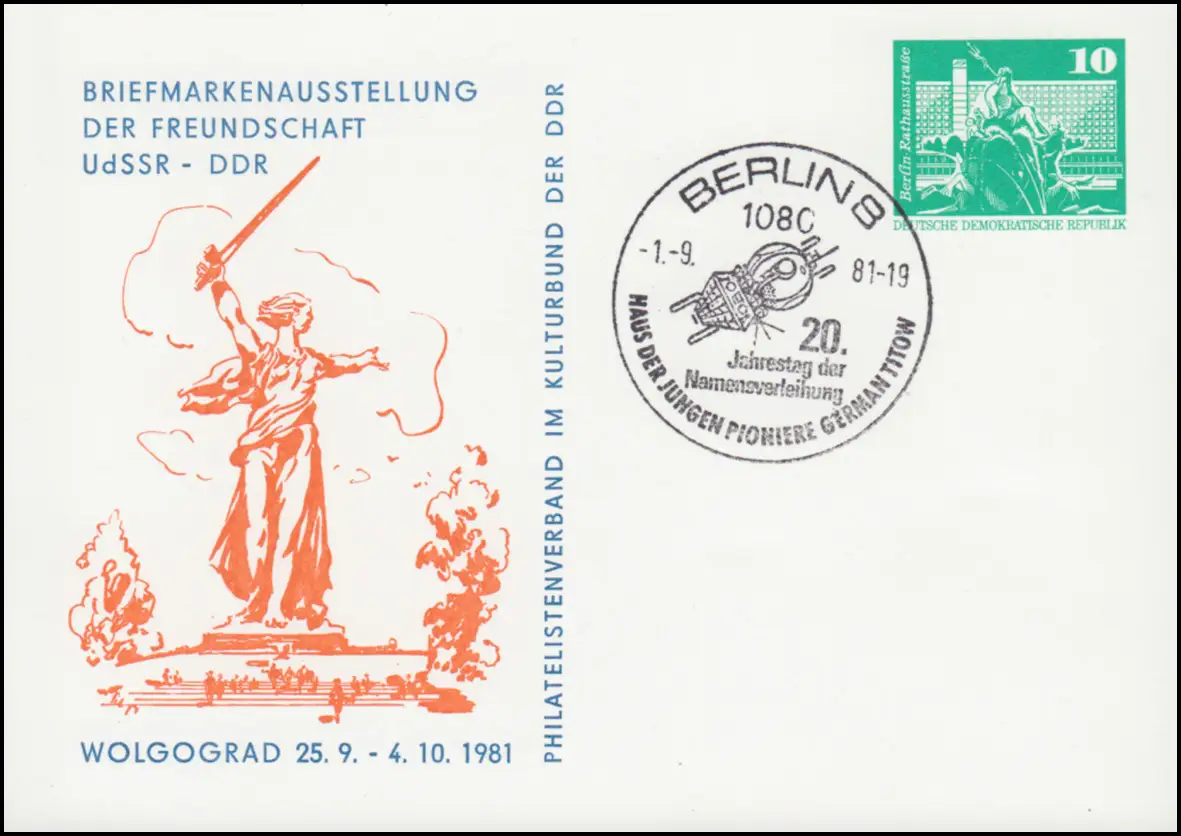 BRIEFMARKENAUSSTELLUNG
DER FREUNDSCHAFT
UdSSR - DDR
WOLGOGRAD 25. 9. - 4. 10. 1981
PHILATELISTENVERBAND IM KULTURBUND DER DDR
BERLIN 8
1080
-1.-9. 81-19
20.
Jahrestag der
Namensverleihung
HAUS DER JUNGEN PIONIERE GERMAN TITOW
10
Berlin-Rathausstraße
DEUTSCHE DEMOKRATISCHE REPUBLIK